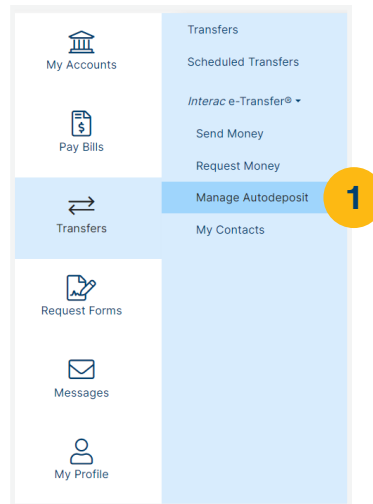 My Accounts
Pay Bills
Transfers
Request Forms
Messages
My Profile
Transfers
Scheduled Transfers
Interac e-Transfer®
Send Money
Request Money
Manage Autodeposit
1
My Contacts